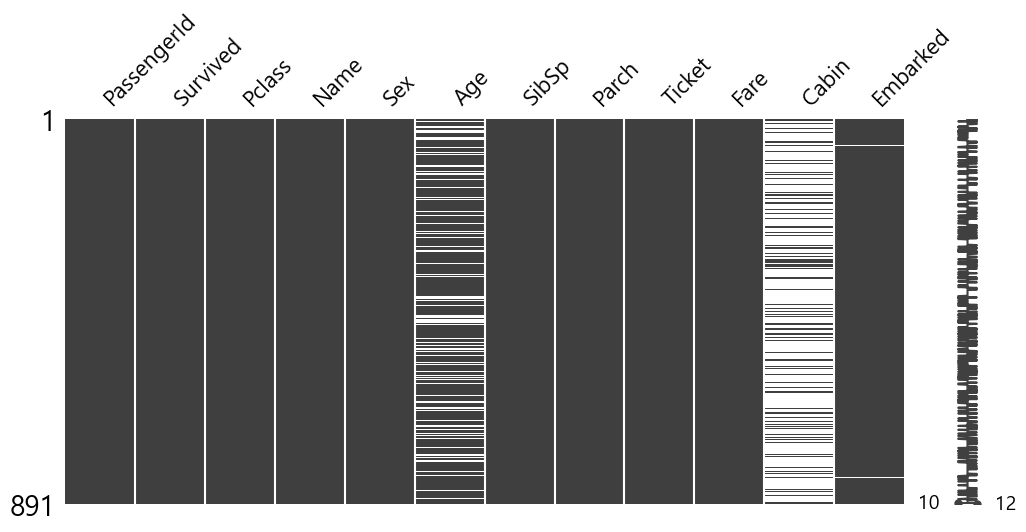 PassengerId
Survived
Pclass
Name
Sex
Age
SibSp
Parch
Ticket
Fare
Cabin
Embarked
1
891
10
12